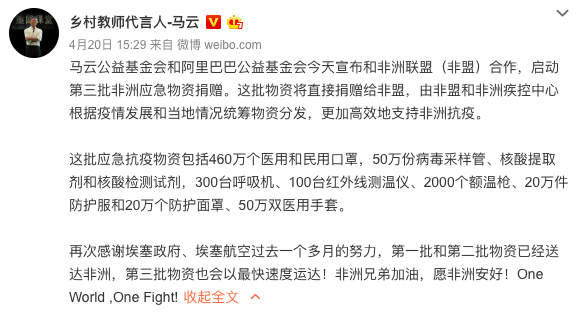 乡村教师代言人-马云
4月20日 15:29 来自 微博 weibo.com
马云公益基金会和阿里巴巴公益基金会今天宣布和非洲联盟（非盟）合作，启动
第三批非洲应急物资捐赠。这批物资将直接捐赠给非盟，由非盟和非洲疾控中心
根据疫情发展和当地情况统筹物资分发，更加高效地支持非洲抗疫。
这批应急抗疫物资包括460万个医用和民用口罩，50万份病毒采样管、核酸提取
剂和核酸检测试剂，300台呼吸机、100台红外线测温仪、2000个额温枪、20万件
防护服和20万个防护面罩、50万双医用手套。
再次感谢埃塞政府、埃塞航空过去一个多月的努力，第一批和第二批物资已经送
达非洲，第三批物资也会以最快速度运达！非洲兄弟加油，愿非洲安好！One
World ,One Fight! 收起全文